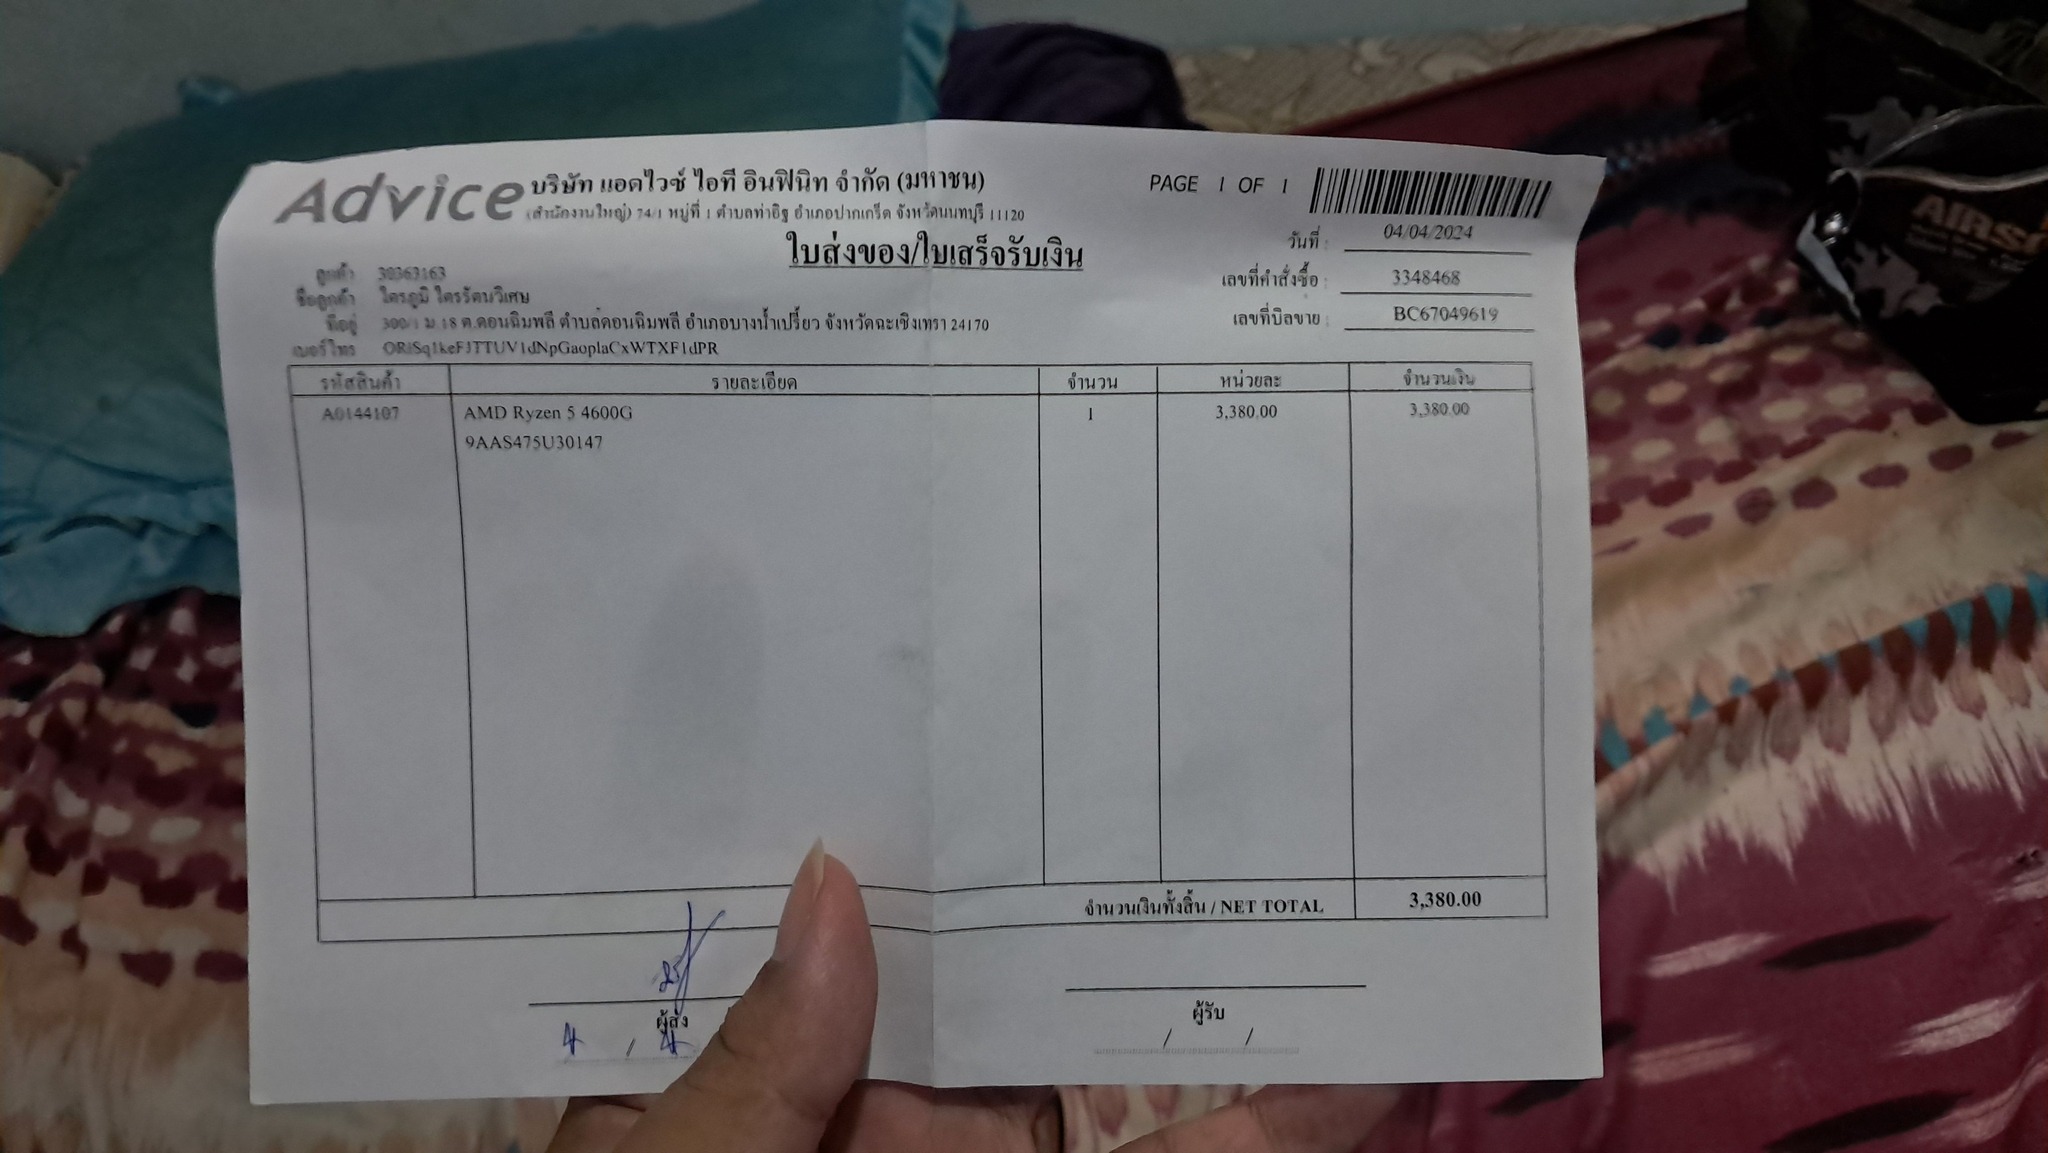 Advice บริษัท แอดไวซ์ ไอที อินฟินิท จำกัด (มหาชน)
(สำนักงานใหญ่) 74/1 หมู่ที่ 1 ตำบลท่าอิฐ อำเภอปากเกร็ด จังหวัดนนทบุรี 11120
PAGE 1 OF 1
ใบส่งของ/ใบเสร็จรับเงิน
วันที่ : 04/04/2024
เลขที่คำสั่งซื้อ : 3348468
เลขที่บิลขาย : BC67049619
ลูกค้า 30363163
ชื่อลูกค้า ไตรภูมิ ไตรรัตนวิเศษ
ที่อยู่ 300/1 ม.18 ต.ดอนฉิมพลี ตำบลดอนฉิมพลี อำเภอบางน้ำเปรี้ยว จังหวัดฉะเชิงเทรา 24170
เบอร์โทร
รหัสสินค้า รายละเอียด จำนวน หน่วยละ จำนวนเงิน
A0144107 AMD Ryzen 5 4600G 1 3,380.00 3,380.00
9AAS475U30147
จำนวนเงินทั้งสิ้น / NET TOTAL 3,380.00
ผู้ส่ง ผู้รับ
4 / 4 / /